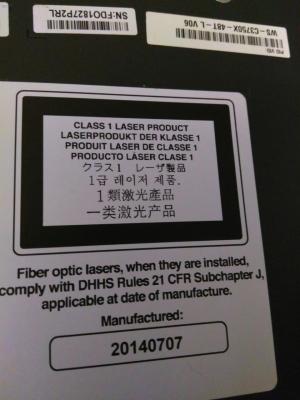 SN:FDO1827P2RL
PID VID
WS-C3750X-48T-L V06
CLASS 1 LASER PRODUCT
LASERPRODUKT DER KLASSE 1
PRODUIT LASER DE CLASSE 1
PRODUCTO LASER CLASE 1
クラス1 レーザ製品
1급 레이저 제품.
1類激光產品
一类激光产品
Fiber optic lasers, when they are installed,
comply with DHHS Rules 21 CFR Subchapter J,
applicable at date of manufacture.
Manufactured:
20140707